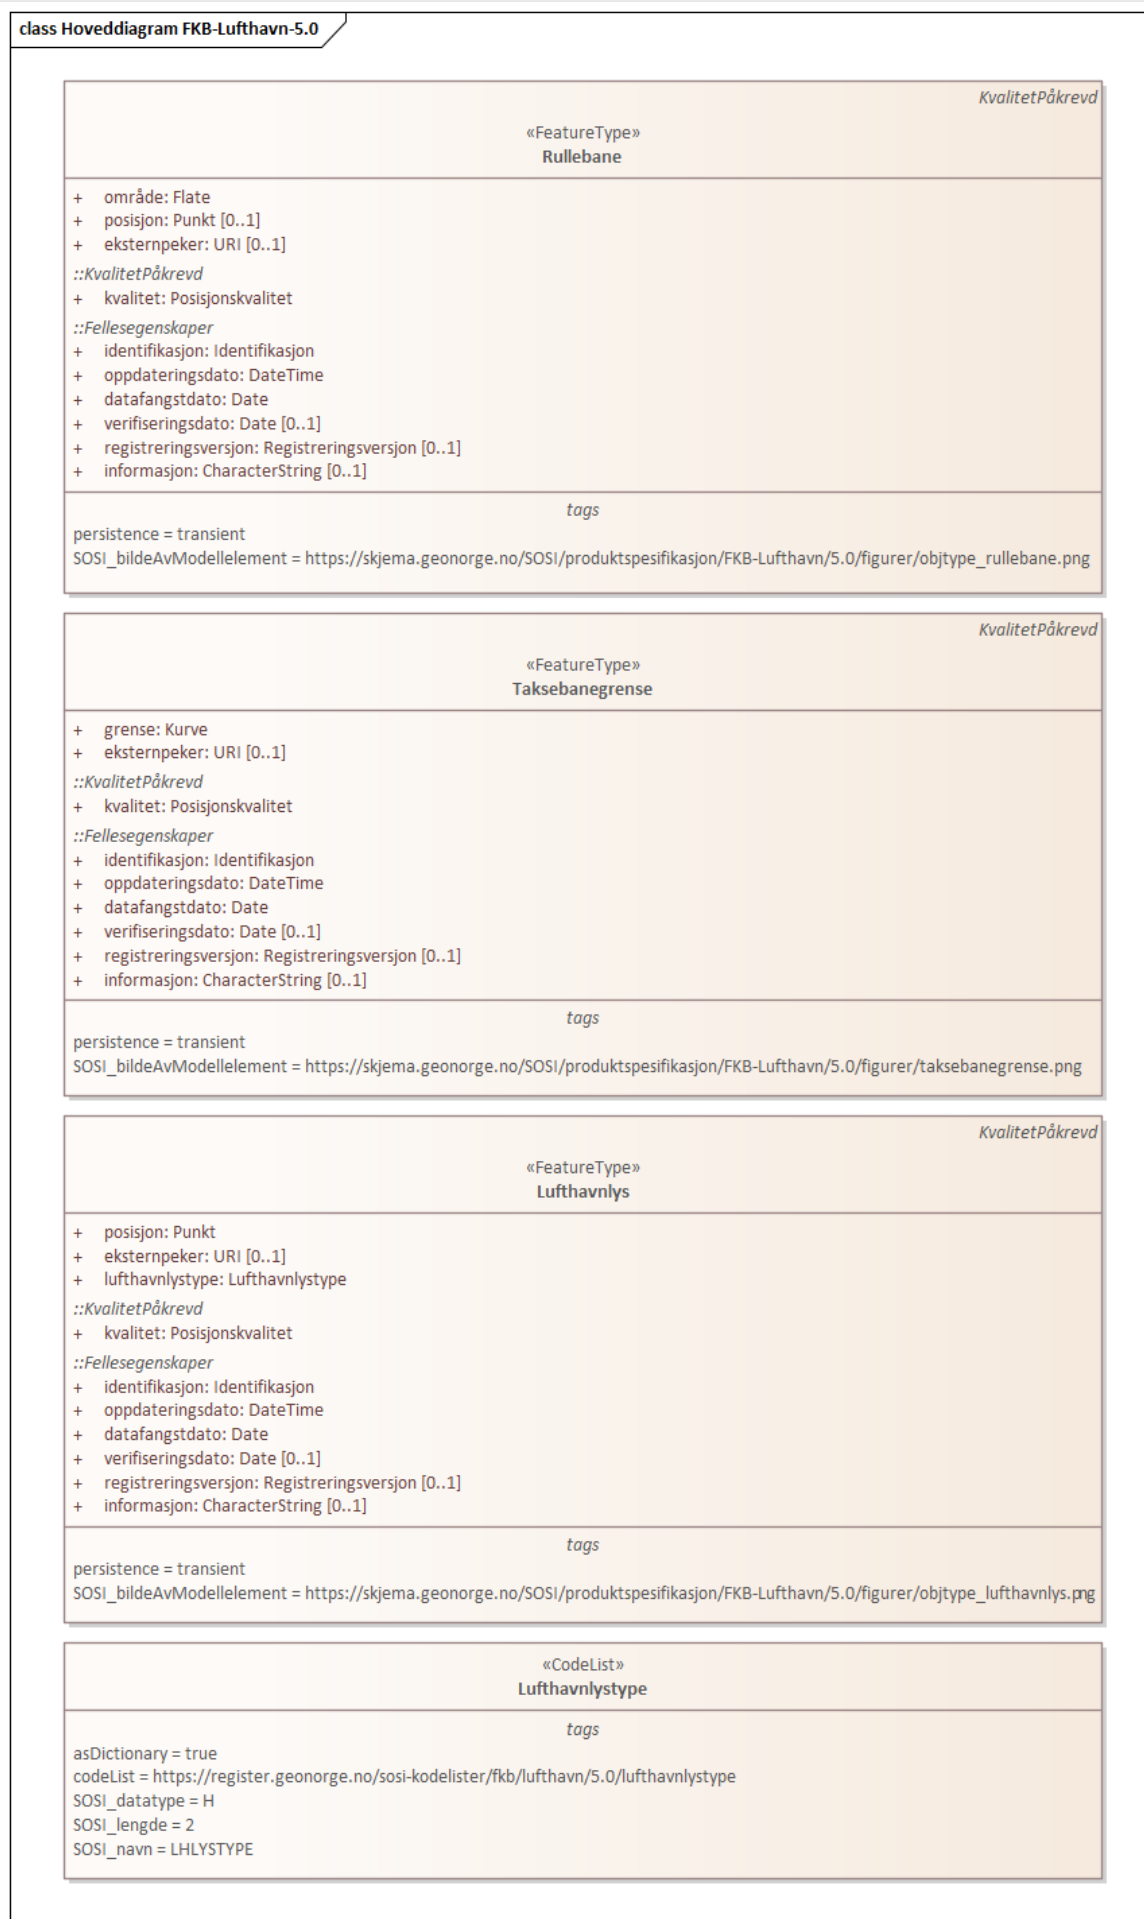 class Hoveddiagram FKB-Lufthavn-5.0
KvalitetPåkrevd
«FeatureType»
Rullebane
+ område: Flate
+ posisjon: Punkt [0..1]
+ eksternpeker: URI [0..1]
::KvalitetPåkrevd
+ kvalitet: Posisjonskvalitet
::Fellesegenskaper
+ identifikasjon: Identifikasjon
+ oppdateringsdato: DateTime
+ datafangstdato: Date
+ verifiseringsdato: Date [0..1]
+ registreringsversjon: Registreringsversjon [0..1]
+ informasjon: CharacterString [0..1]
tags
persistence = transient
SOSI_bildeAvModellelement = https://skjema.geonorge.no/SOSI/produktspesifikasjon/FKB-Lufthavn/5.0/figurer/objtype_rullebane.png
KvalitetPåkrevd
«FeatureType»
Taksebanegrense
+ grense: Kurve
+ eksternpeker: URI [0..1]
::KvalitetPåkrevd
+ kvalitet: Posisjonskvalitet
::Fellesegenskaper
+ identifikasjon: Identifikasjon
+ oppdateringsdato: DateTime
+ datafangstdato: Date
+ verifiseringsdato: Date [0..1]
+ registreringsversjon: Registreringsversjon [0..1]
+ informasjon: CharacterString [0..1]
tags
persistence = transient
SOSI_bildeAvModellelement = https://skjema.geonorge.no/SOSI/produktspesifikasjon/FKB-Lufthavn/5.0/figurer/taksebanegrense.png
KvalitetPåkrevd
«FeatureType»
Lufthavnlys
+ posisjon: Punkt
+ eksternpeker: URI [0..1]
+ lufthavnlystype: Lufthavnlystype
::KvalitetPåkrevd
+ kvalitet: Posisjonskvalitet
::Fellesegenskaper
+ identifikasjon: Identifikasjon
+ oppdateringsdato: DateTime
+ datafangstdato: Date
+ verifiseringsdato: Date [0..1]
+ registreringsversjon: Registreringsversjon [0..1]
+ informasjon: CharacterString [0..1]
tags
persistence = transient
SOSI_bildeAvModellelement = https://skjema.geonorge.no/SOSI/produktspesifikasjon/FKB-Lufthavn/5.0/figurer/objtype_lufthavnlys.png
«CodeList»
Lufthavnlystype
tags
asDictionary = true
codeList = https://register.geonorge.no/sosi-kodelister/fkb/lufthavn/5.0/lufthavnlystype
SOSI_datatype = H
SOSI_lengde = 2
SOSI_navn = LHLYSTYPE